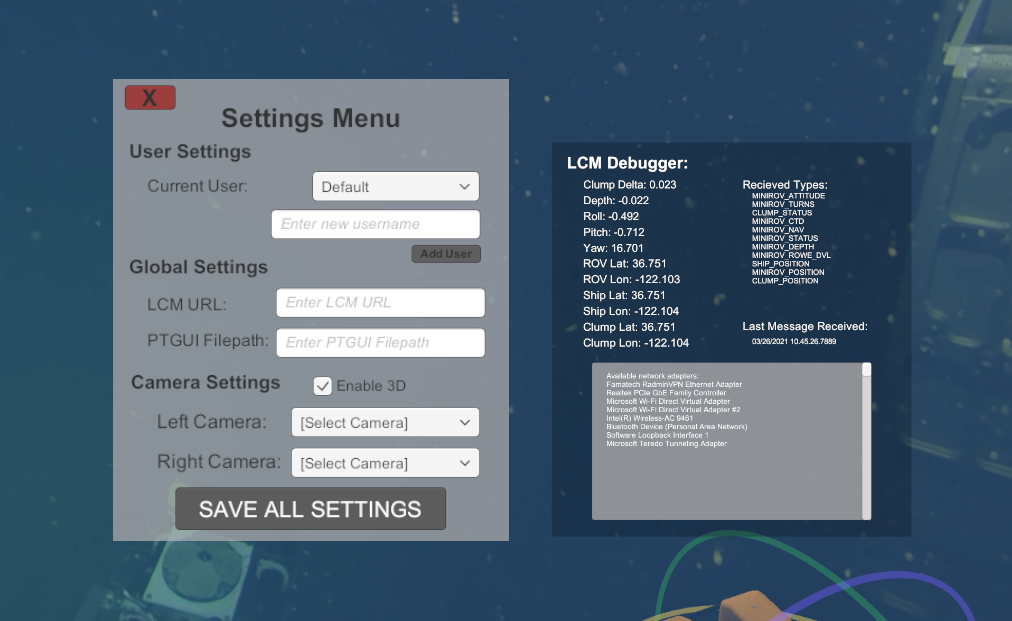 X
Settings Menu
User Settings
Current User:
Default
Enter new username
Add User
Global Settings
LCM URL:
Enter LCM URL
PTGUI Filepath:
Enter PTGUI Filepath
Camera Settings
Enable 3D
Left Camera:
[Select Camera]
Right Camera:
[Select Camera]
SAVE ALL SETTINGS
LCM Debugger:
Clump Delta: 0.023
Depth: -0.022
Roll: -0.492
Pitch: -0.712
Yaw: 16.701
ROV Lat: 36.751
ROV Lon: -122.103
Ship Lat: 36.751
Ship Lon: -122.104
Clump Lat: 36.751
Clump Lon: -122.104
Recieved Types:
MINIROV_ATTITUDE
MINIROV_TURNS
CLUMP_STATUS
MINIROV_CTD
MINIROV_NAV
MINIROV_STATUS
MINIROV_DEPTH
MINIROV_ROWE_DVL
SHIP_POSITION
MINIROV_POSITION
CLUMP_POSITION
Last Message Received:
03/26/2021 10.45.26.7889
Available network adapters:
Famatech RadminVPN Ethernet Adapter
Realtek PCIe GbE Family Controller
Microsoft Wi-Fi Direct Virtual Adapter
Microsoft Wi-Fi Direct Virtual Adapter #2
Intel(R) Wireless-AC 9461
Bluetooth Device (Personal Area Network)
Software Loopback Interface 1
Microsoft Teredo Tunneling Adapter